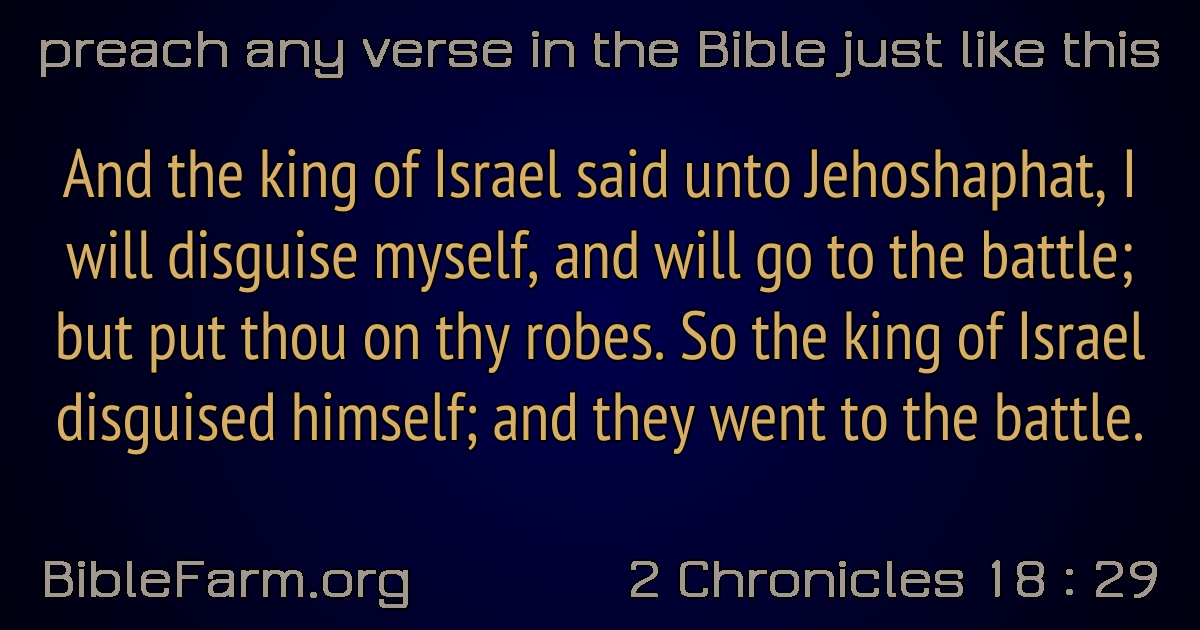 preach any verse in the Bible just like this
And the king of Israel said unto Jehoshaphat, I
will disguise myself, and will go to the battle;
but put thou on thy robes. So the king of Israel
disguised himself; and they went to the battle.
BibleFarm.org
2 Chronicles 18 : 29